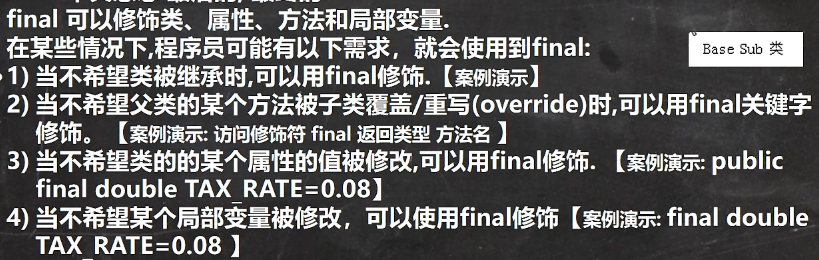 final 可以修饰类、属性、方法和局部变量.
在某些情况下,程序员可能有以下需求，就会使用到final:
Base Sub 类
1) 当不希望类被继承时,可以用final修饰.【案例演示】
2) 当不希望父类的某个方法被子类覆盖/重写(override)时,可以用final关键字
修饰。【案例演示: 访问修饰符 final 返回类型 方法名 】
3) 当不希望类的的某个属性的值被修改,可以用final修饰. 【案例演示: public
final double TAX_RATE=0.08】
4) 当不希望某个局部变量被修改，可以使用final修饰【案例演示: final double
TAX_RATE=0.08 】